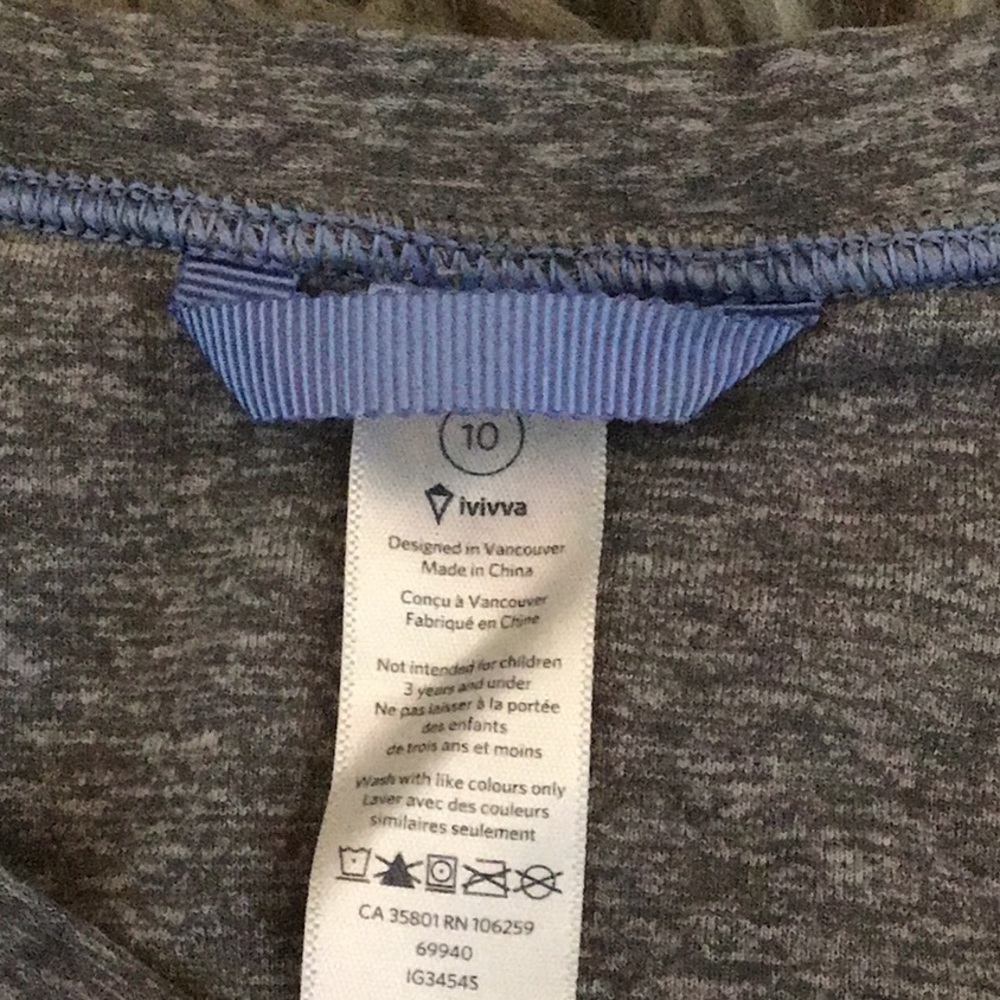 10
ivivva
Designed in Vancouver
Made in China
Conçu à Vancouver
Fabriqué en Chine
Not intended for children
3 years and under
Ne pas laisser à la portée
des enfants
de trois ans et moins
Wash with like colours only
Laver avec des couleurs
similaires seulement
CA 35801 RN 106259
69940
IG3454S